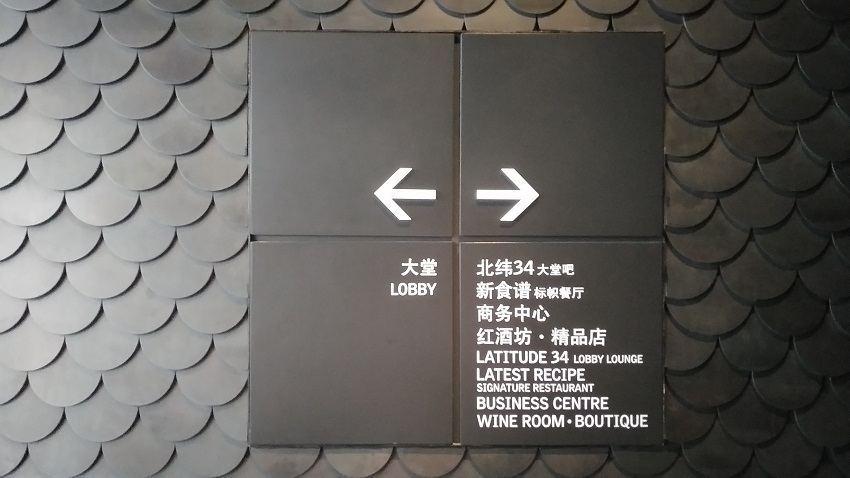 大堂
LOBBY
北纬34 大堂吧
新食谱 标帜餐厅
商务中心
红酒坊·精品店
LATITUDE 34 LOBBY LOUNGE
LATEST RECIPE
SIGNATURE RESTAURANT
BUSINESS CENTRE
WINE ROOM·BOUTIQUE